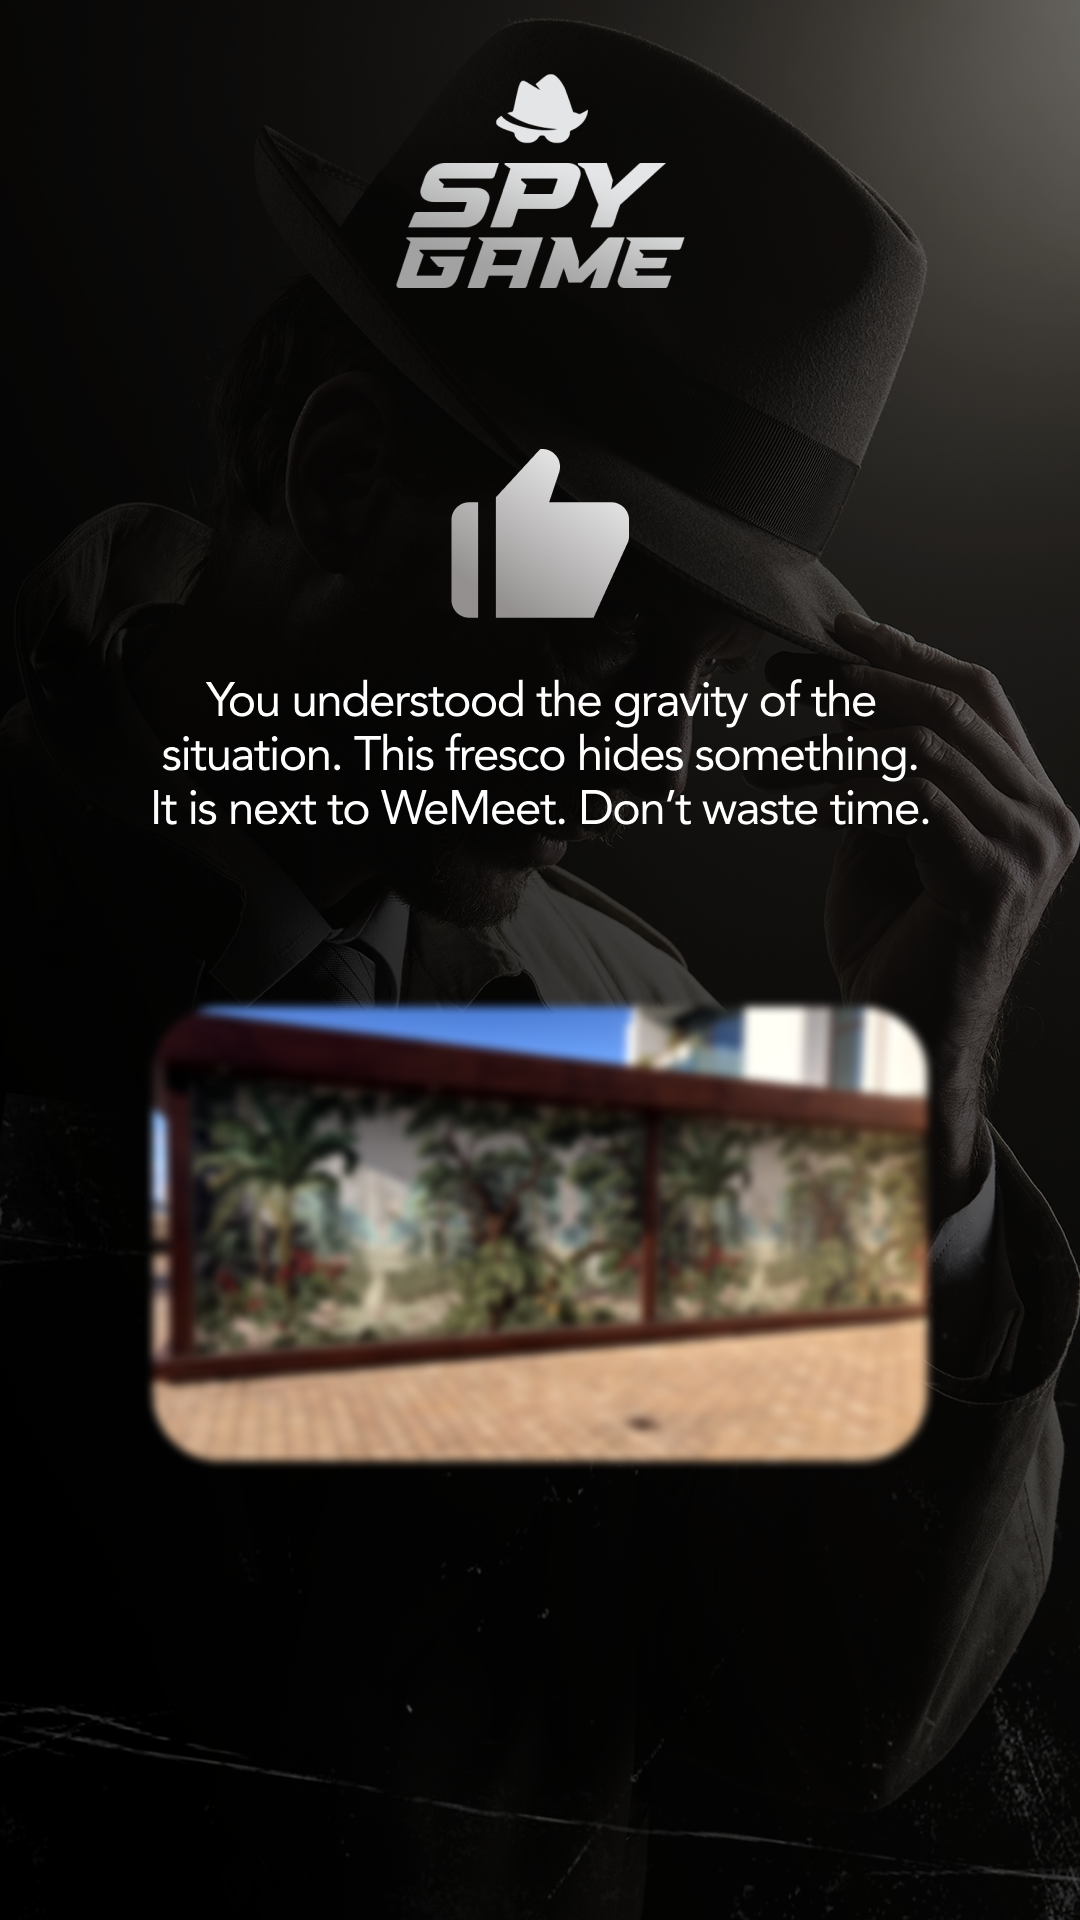 SPY
GAME
You understood the gravity of the
situation. This fresco hides something.
It is next to WeMeet. Don’t waste time.